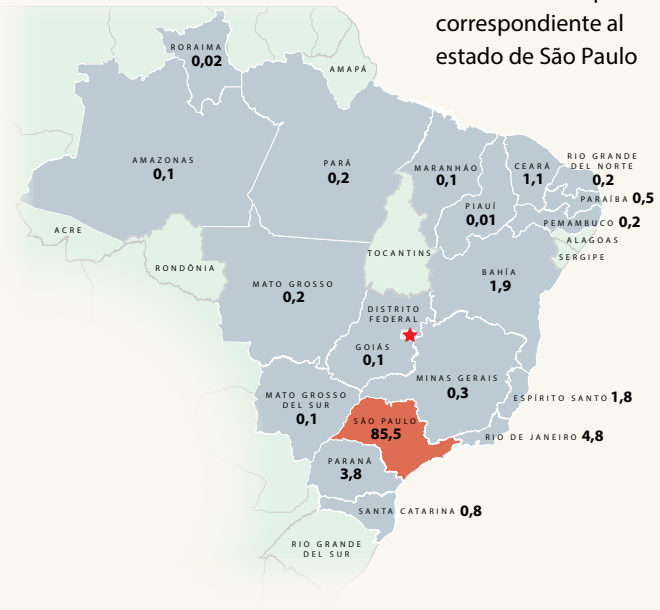 correspondiente al
estado de São Paulo
RORAIMA
0,02
AMAPÁ
AMAZONAS
0,1
PARÁ
0,2
MARANHÃO
0,1
CEARÁ
1,1
RIO GRANDE
DEL NORTE
0,2
PARAÍBA 0,5
PIAUÍ
0,01
PEMAMBUCO 0,2
ALAGOAS
SERGIPE
ACRE
RONDÔNIA
TOCANTINS
MATO GROSSO
0,2
BAHÍA
1,9
DISTRITO
FEDERAL
GOIÁS
0,1
MINAS GERAIS
0,3
ESPÍRITO SANTO 1,8
MATO GROSSO
DEL SUR
0,1
SÃO PAULO
85,5
RIO DE JANEIRO 4,8
PARANÁ
3,8
SANTA CATARINA 0,8
RIO GRANDE
DEL SUR